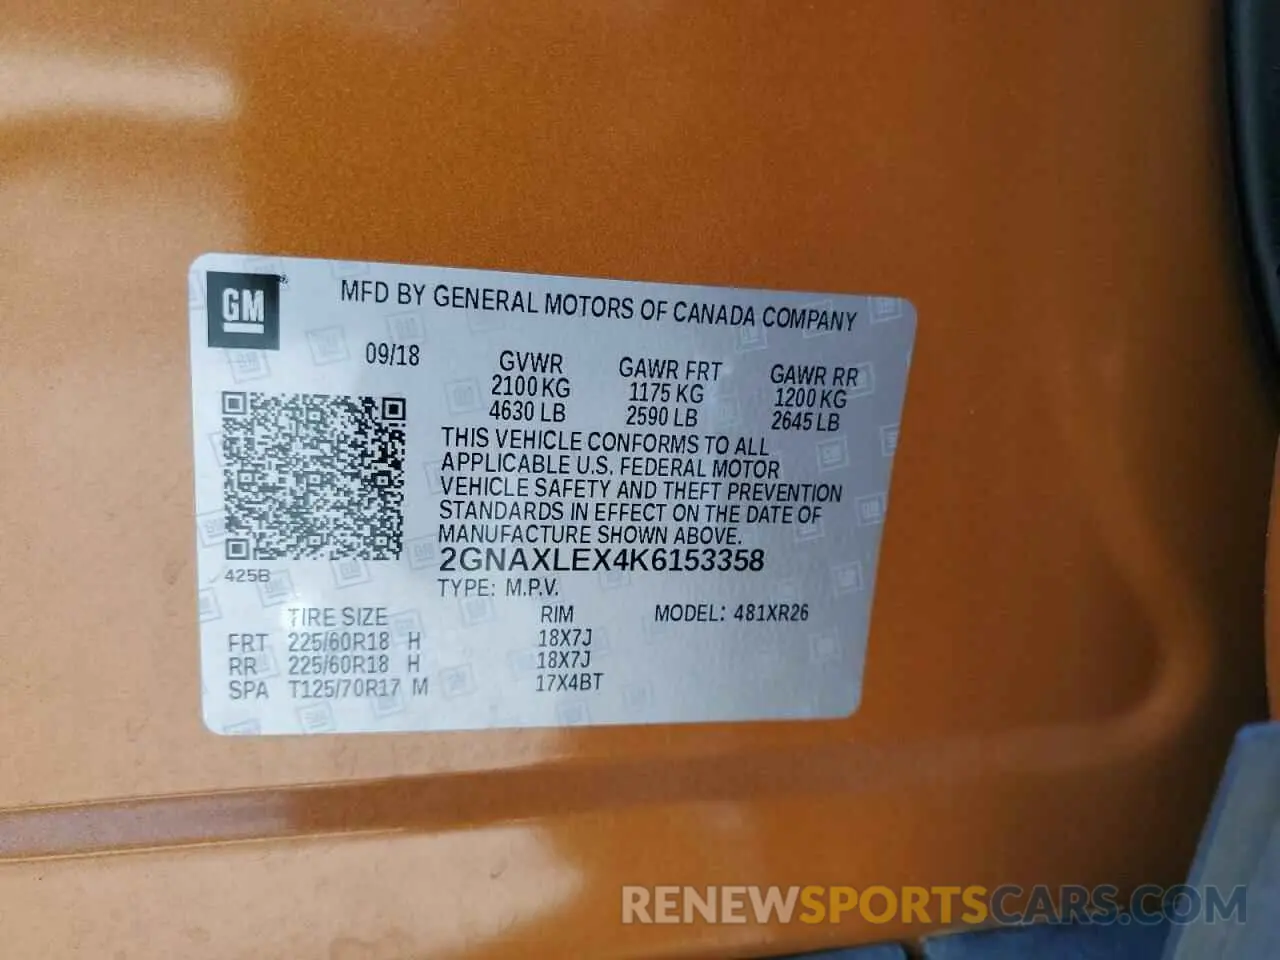 GM®
MFD BY GENERAL MOTORS OF CANADA COMPANY
09/18
GVWR
2100 KG
4630 LB
GAWR FRT
1175 KG
2590 LB
GAWR RR
1200 KG
2645 LB
THIS VEHICLE CONFORMS TO ALL
APPLICABLE U.S. FEDERAL MOTOR
VEHICLE SAFETY AND THEFT PREVENTION
STANDARDS IN EFFECT ON THE DATE OF
MANUFACTURE SHOWN ABOVE.
425B
2GNAXLEX4K6153358
TYPE: M.P.V.
TIRE SIZE RIM MODEL: 481XR26
FRT 225/60R18 H 18X7J
RR 225/60R18 H 18X7J
SPA T125/70R17 M 17X4BT
RENEWSPORTSCARS.COM